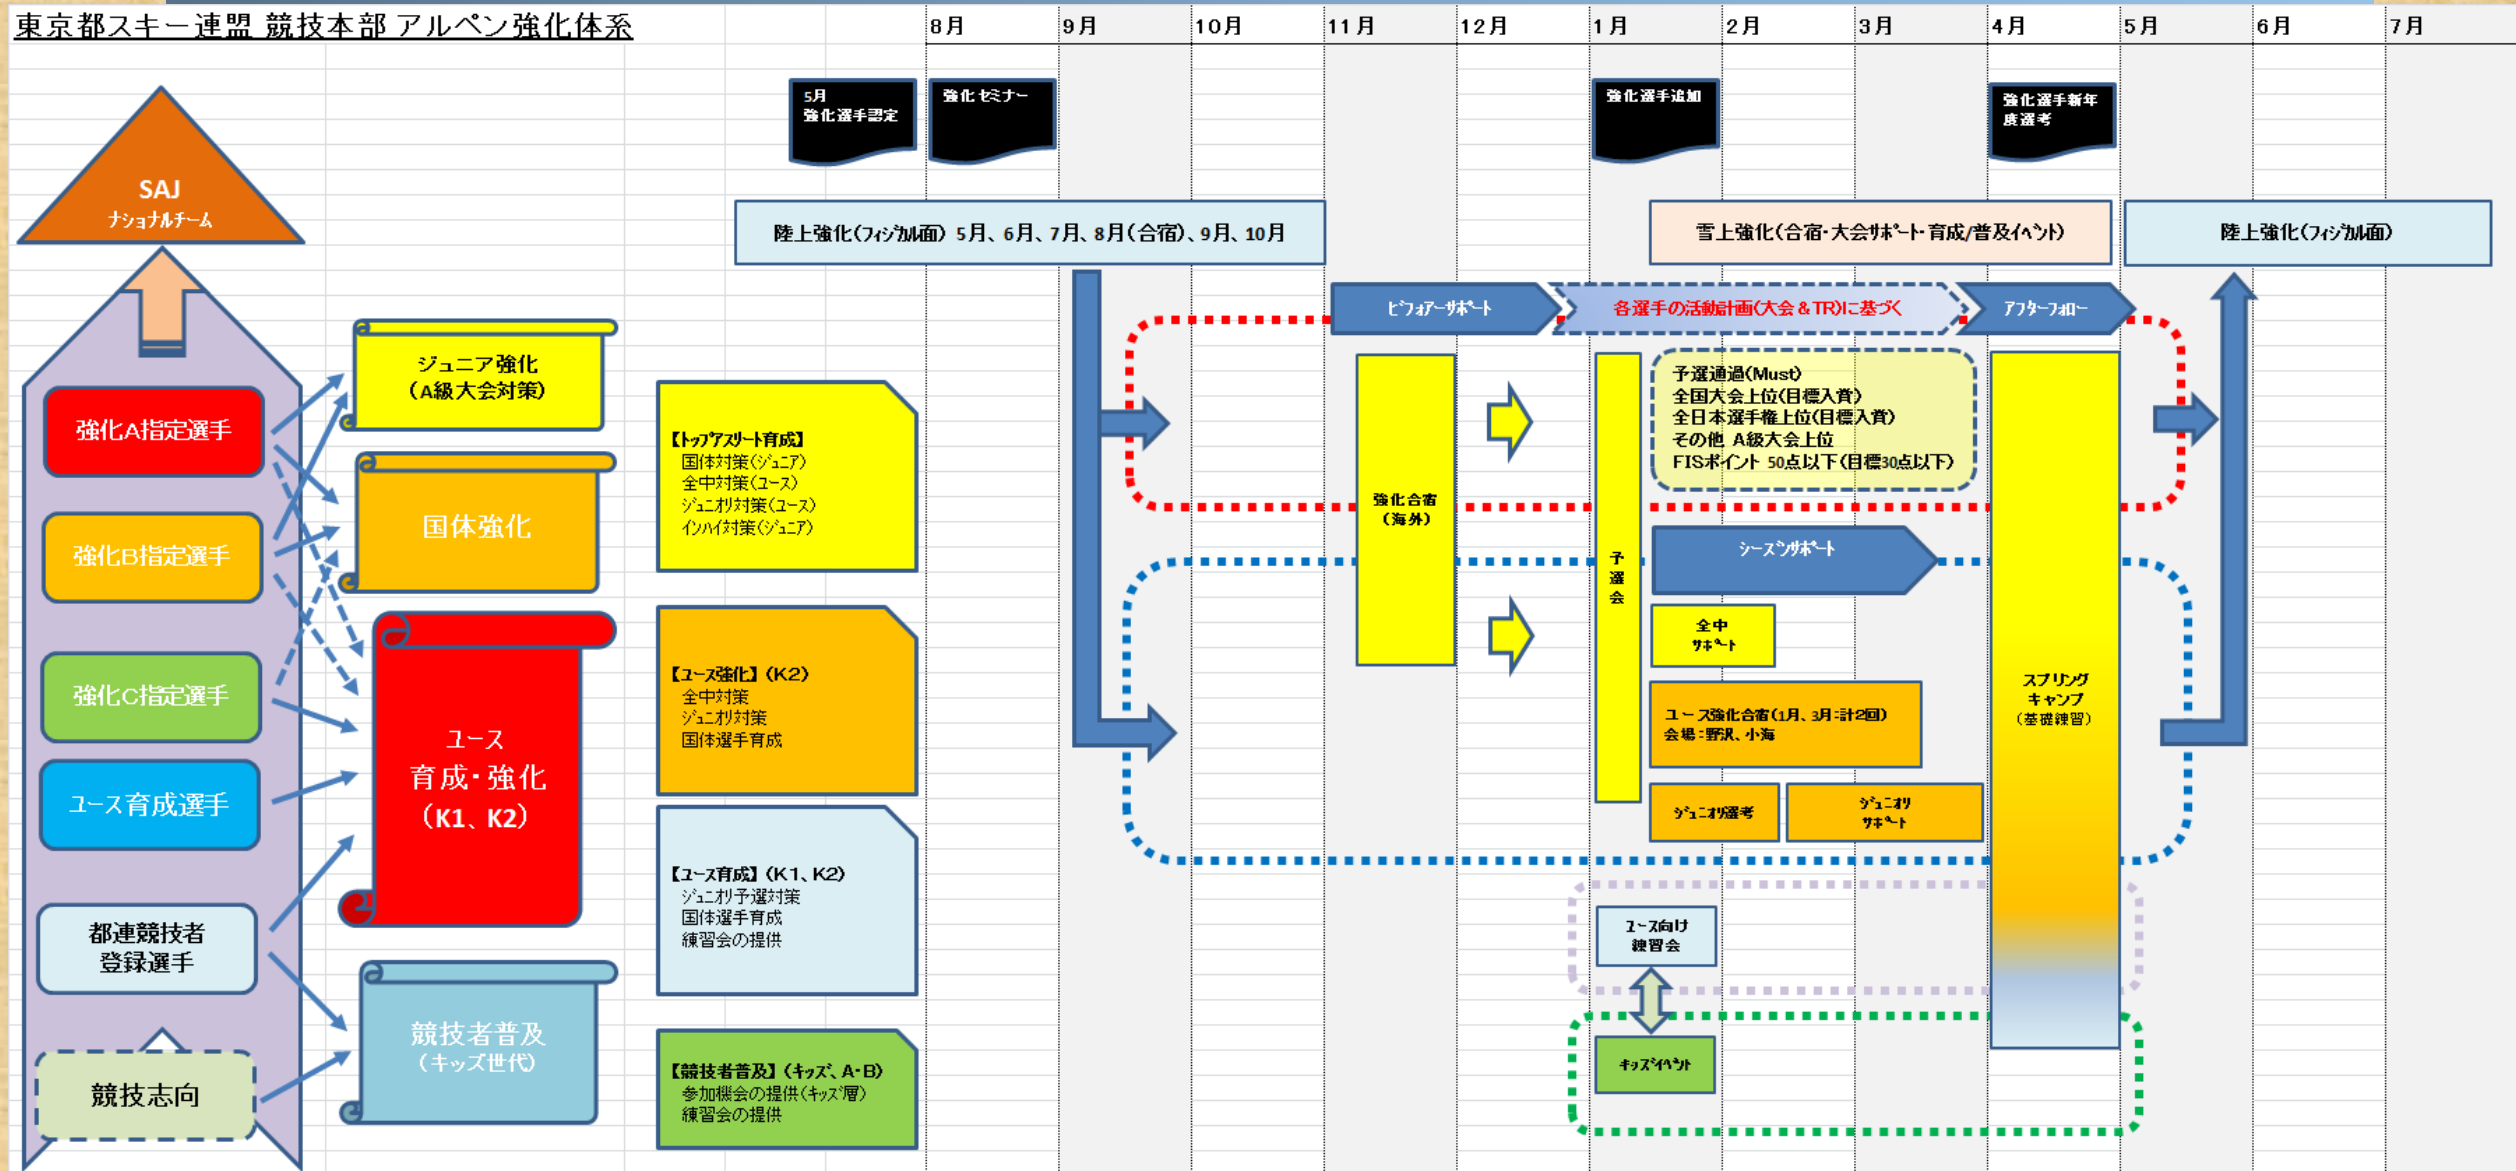 東京都スキー連盟 競技本部 アルペン強化体系
8月
9月
10月
11月
12月
1月
2月
3月
4月
5月
6月
7月
5月
強化選手認定
強化セミナー
強化選手追加
強化選手新年
度選考
SAJ
ナショナルチーム
陸上強化(フィジカル面) 5月、6月、7月、8月(合宿)、9月、10月
雪上強化(合宿・大会サポート・育成/普及イベント)
陸上強化(フィジカル面)
ビフォアーサポート
各選手の活動計画(大会&TR)に基づく
アフターフォロー
強化A指定選手
強化B指定選手
強化C指定選手
ユース育成選手
都連競技者
登録選手
競技志向
ジュニア強化
(A級大会対策)
国体強化
ユース
育成・強化
(K1、K2)
競技者普及
(キッズ世代)
【トップアスリート育成】
国体対策(ジュニア)
全中対策(ユース)
ジュニオリ対策(ユース)
インハイ対策(ジュニア)
【ユース強化】(K2)
全中対策
ジュニオリ対策
国体選手育成
【ユース育成】(K1、K2)
ジュニオリ予選対策
国体選手育成
練習会の提供
【競技者普及】(キッズ、A・B)
参加機会の提供(キッズ層)
練習会の提供
強化合宿
(海外)
予
選
会
予選通過(Must)
全国大会上位(目標入賞)
全日本選手権上位(目標入賞)
その他 A級大会上位
FISポイント 50点以下(目標30点以下)
シーズンサポート
全中
サポート
ユース強化合宿(1月、3月:計2回)
会場:野沢、小海
ジュニオリ選考
ジュニオリ
サポート
スプリング
キャンプ
(基礎練習)
ユース向け
練習会
キッズイベント